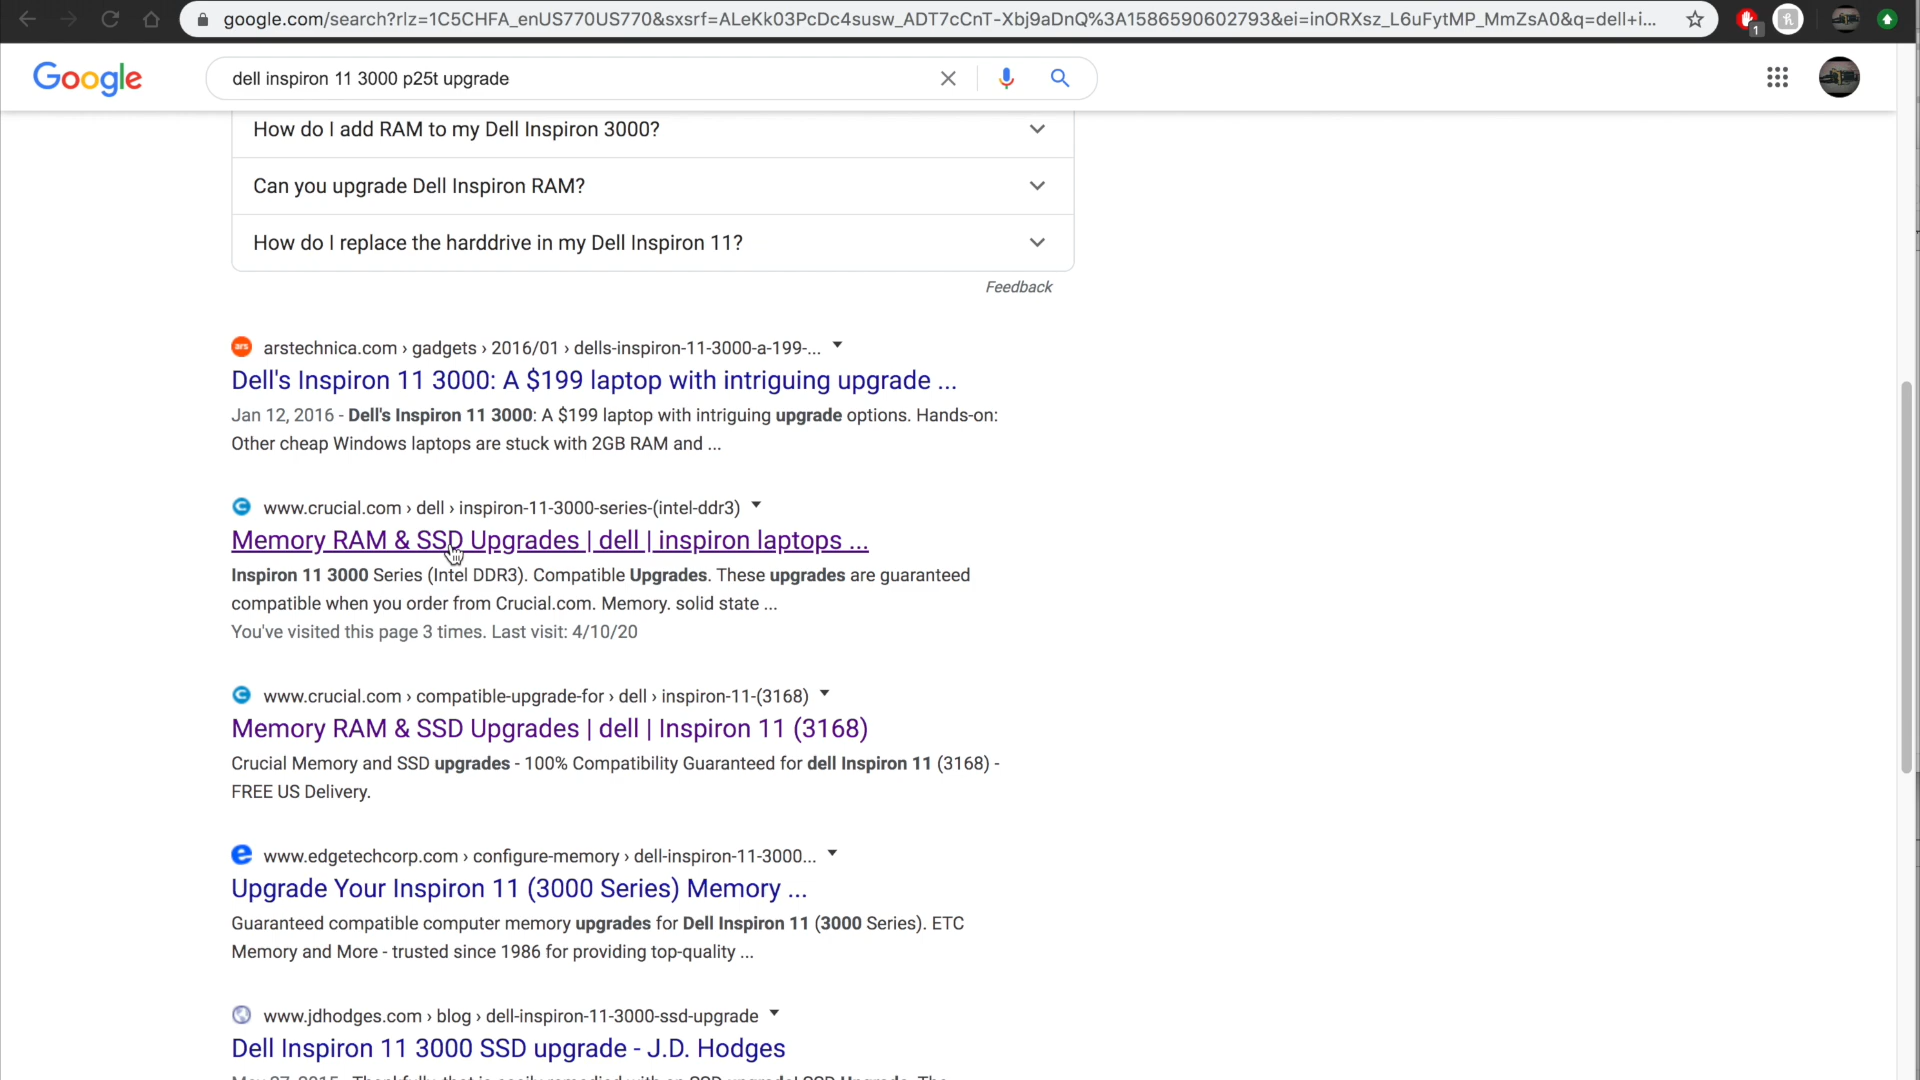 google.com/search?rlz=1C5CHFA_enUS770US770&sxsrf=ALeKk03PcDc4susw_ADT7cCnT-Xbj9aDnQ%3A1586590602793&ei=inORXsz_L6uFytMP_MmZsA0&q=dell+i...
1
Google
dell inspiron 11 3000 p25t upgrade
How do I add RAM to my Dell Inspiron 3000?
Can you upgrade Dell Inspiron RAM?
How do I replace the harddrive in my Dell Inspiron 11?
Feedback
ars
arstechnica.com › gadgets › 2016/01 › dells-inspiron-11-3000-a-199-...
Dell's Inspiron 11 3000: A $199 laptop with intriguing upgrade ...
Jan 12, 2016 - Dell's Inspiron 11 3000: A $199 laptop with intriguing upgrade options. Hands-on:
Other cheap Windows laptops are stuck with 2GB RAM and ...
www.crucial.com › dell › inspiron-11-3000-series-(intel-ddr3)
Memory RAM & SSD Upgrades | dell | inspiron laptops ...
Inspiron 11 3000 Series (Intel DDR3). Compatible Upgrades. These upgrades are guaranteed
compatible when you order from Crucial.com. Memory. solid state ...
You've visited this page 3 times. Last visit: 4/10/20
www.crucial.com › compatible-upgrade-for › dell › inspiron-11-(3168)
Memory RAM & SSD Upgrades | dell | Inspiron 11 (3168)
Crucial Memory and SSD upgrades - 100% Compatibility Guaranteed for dell Inspiron 11 (3168) -
FREE US Delivery.
www.edgetechcorp.com › configure-memory › dell-inspiron-11-3000...
Upgrade Your Inspiron 11 (3000 Series) Memory ...
Guaranteed compatible computer memory upgrades for Dell Inspiron 11 (3000 Series). ETC
Memory and More - trusted since 1986 for providing top-quality ...
www.jdhodges.com › blog › dell-inspiron-11-3000-ssd-upgrade
Dell Inspiron 11 3000 SSD upgrade - J.D. Hodges